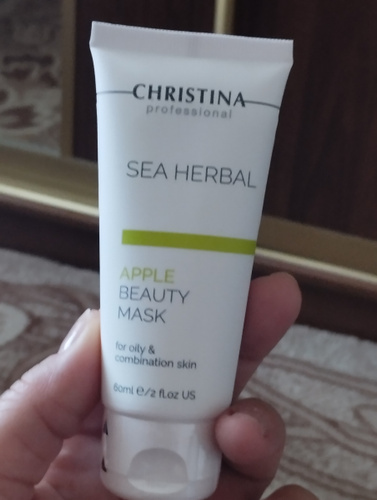 CHRISTINA
professional
SEA HERBAL
APPLE
BEAUTY
MASK
for oily &
combination skin
60ml ℮/2 fl.oz US